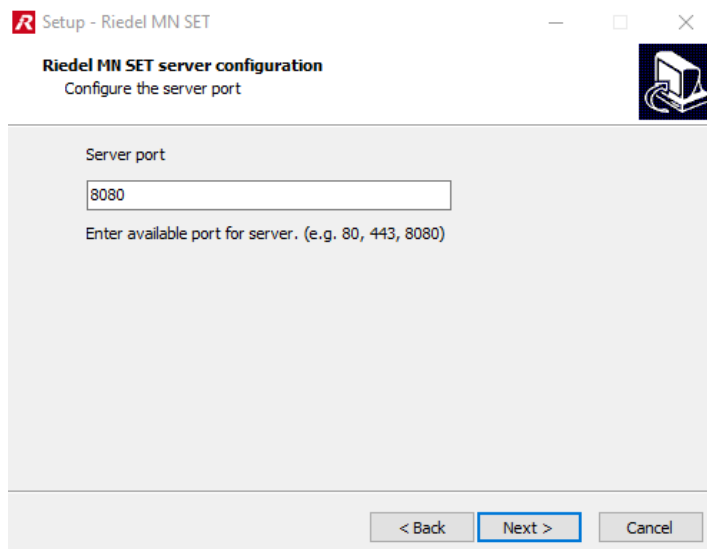 Setup - Riedel MN SET
Riedel MN SET server configuration
Configure the server port
Server port
8080
Enter available port for server. (e.g. 80, 443, 8080)
< Back Next > Cancel